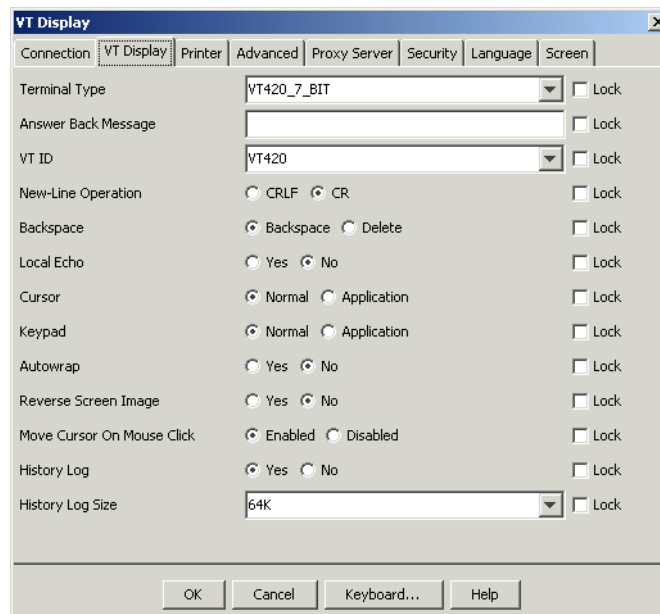 VT Display
Connection VT Display Printer Advanced Proxy Server Security Language Screen
Terminal Type VT420_7_BIT Lock
Answer Back Message Lock
VT ID VT420 Lock
New-Line Operation CRLF CR Lock
Backspace Backspace Delete Lock
Local Echo Yes No Lock
Cursor Normal Application Lock
Keypad Normal Application Lock
Autowrap Yes No Lock
Reverse Screen Image Yes No Lock
Move Cursor On Mouse Click Enabled Disabled Lock
History Log Yes No Lock
History Log Size 64K Lock
OK Cancel Keyboard... Help